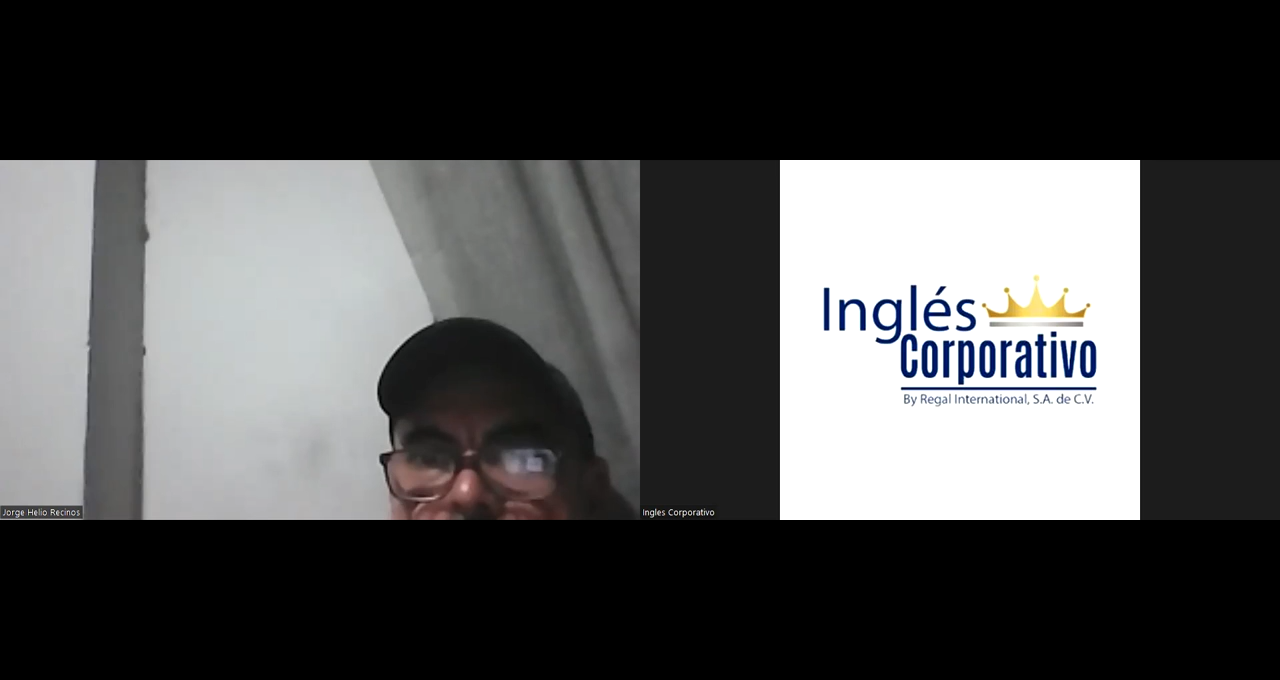 Inglés
Corporativo
By Regal International, S.A. de C.V.
Jorge Helio Recinos
Ingles Corporativo